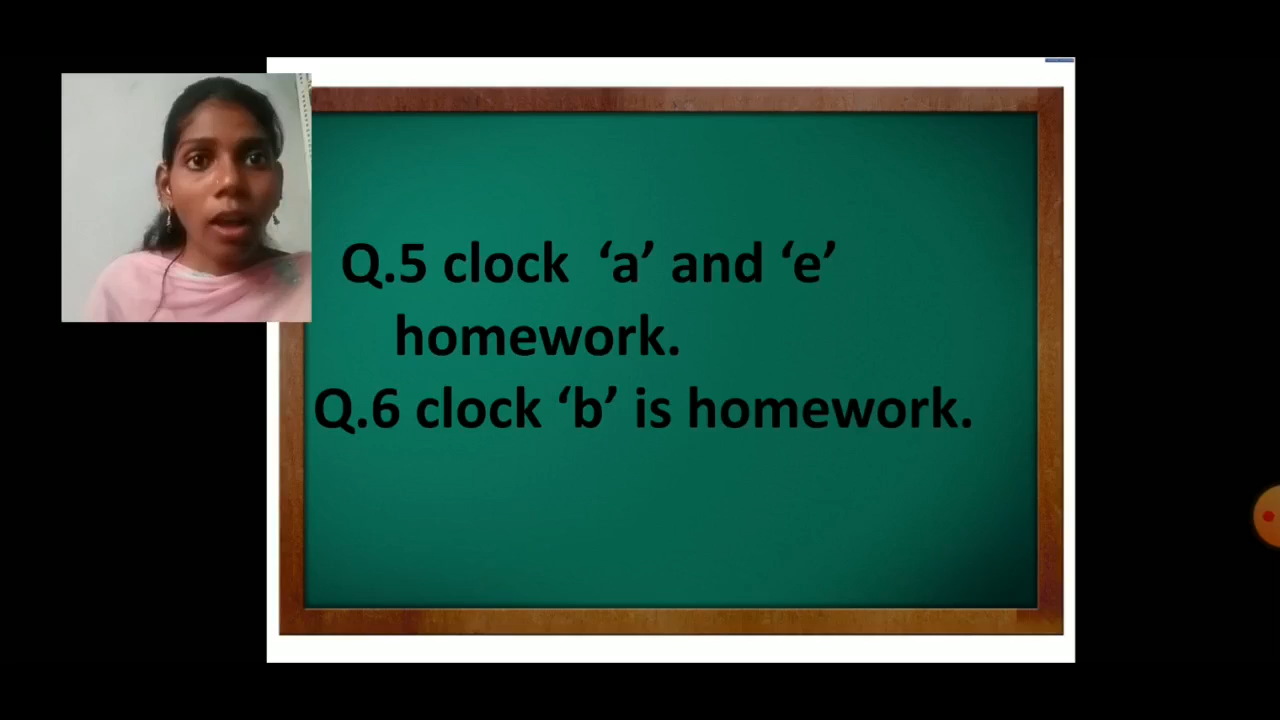 Q.5 clock ‘a’ and ‘e’
homework.
Q.6 clock ‘b’ is homework.